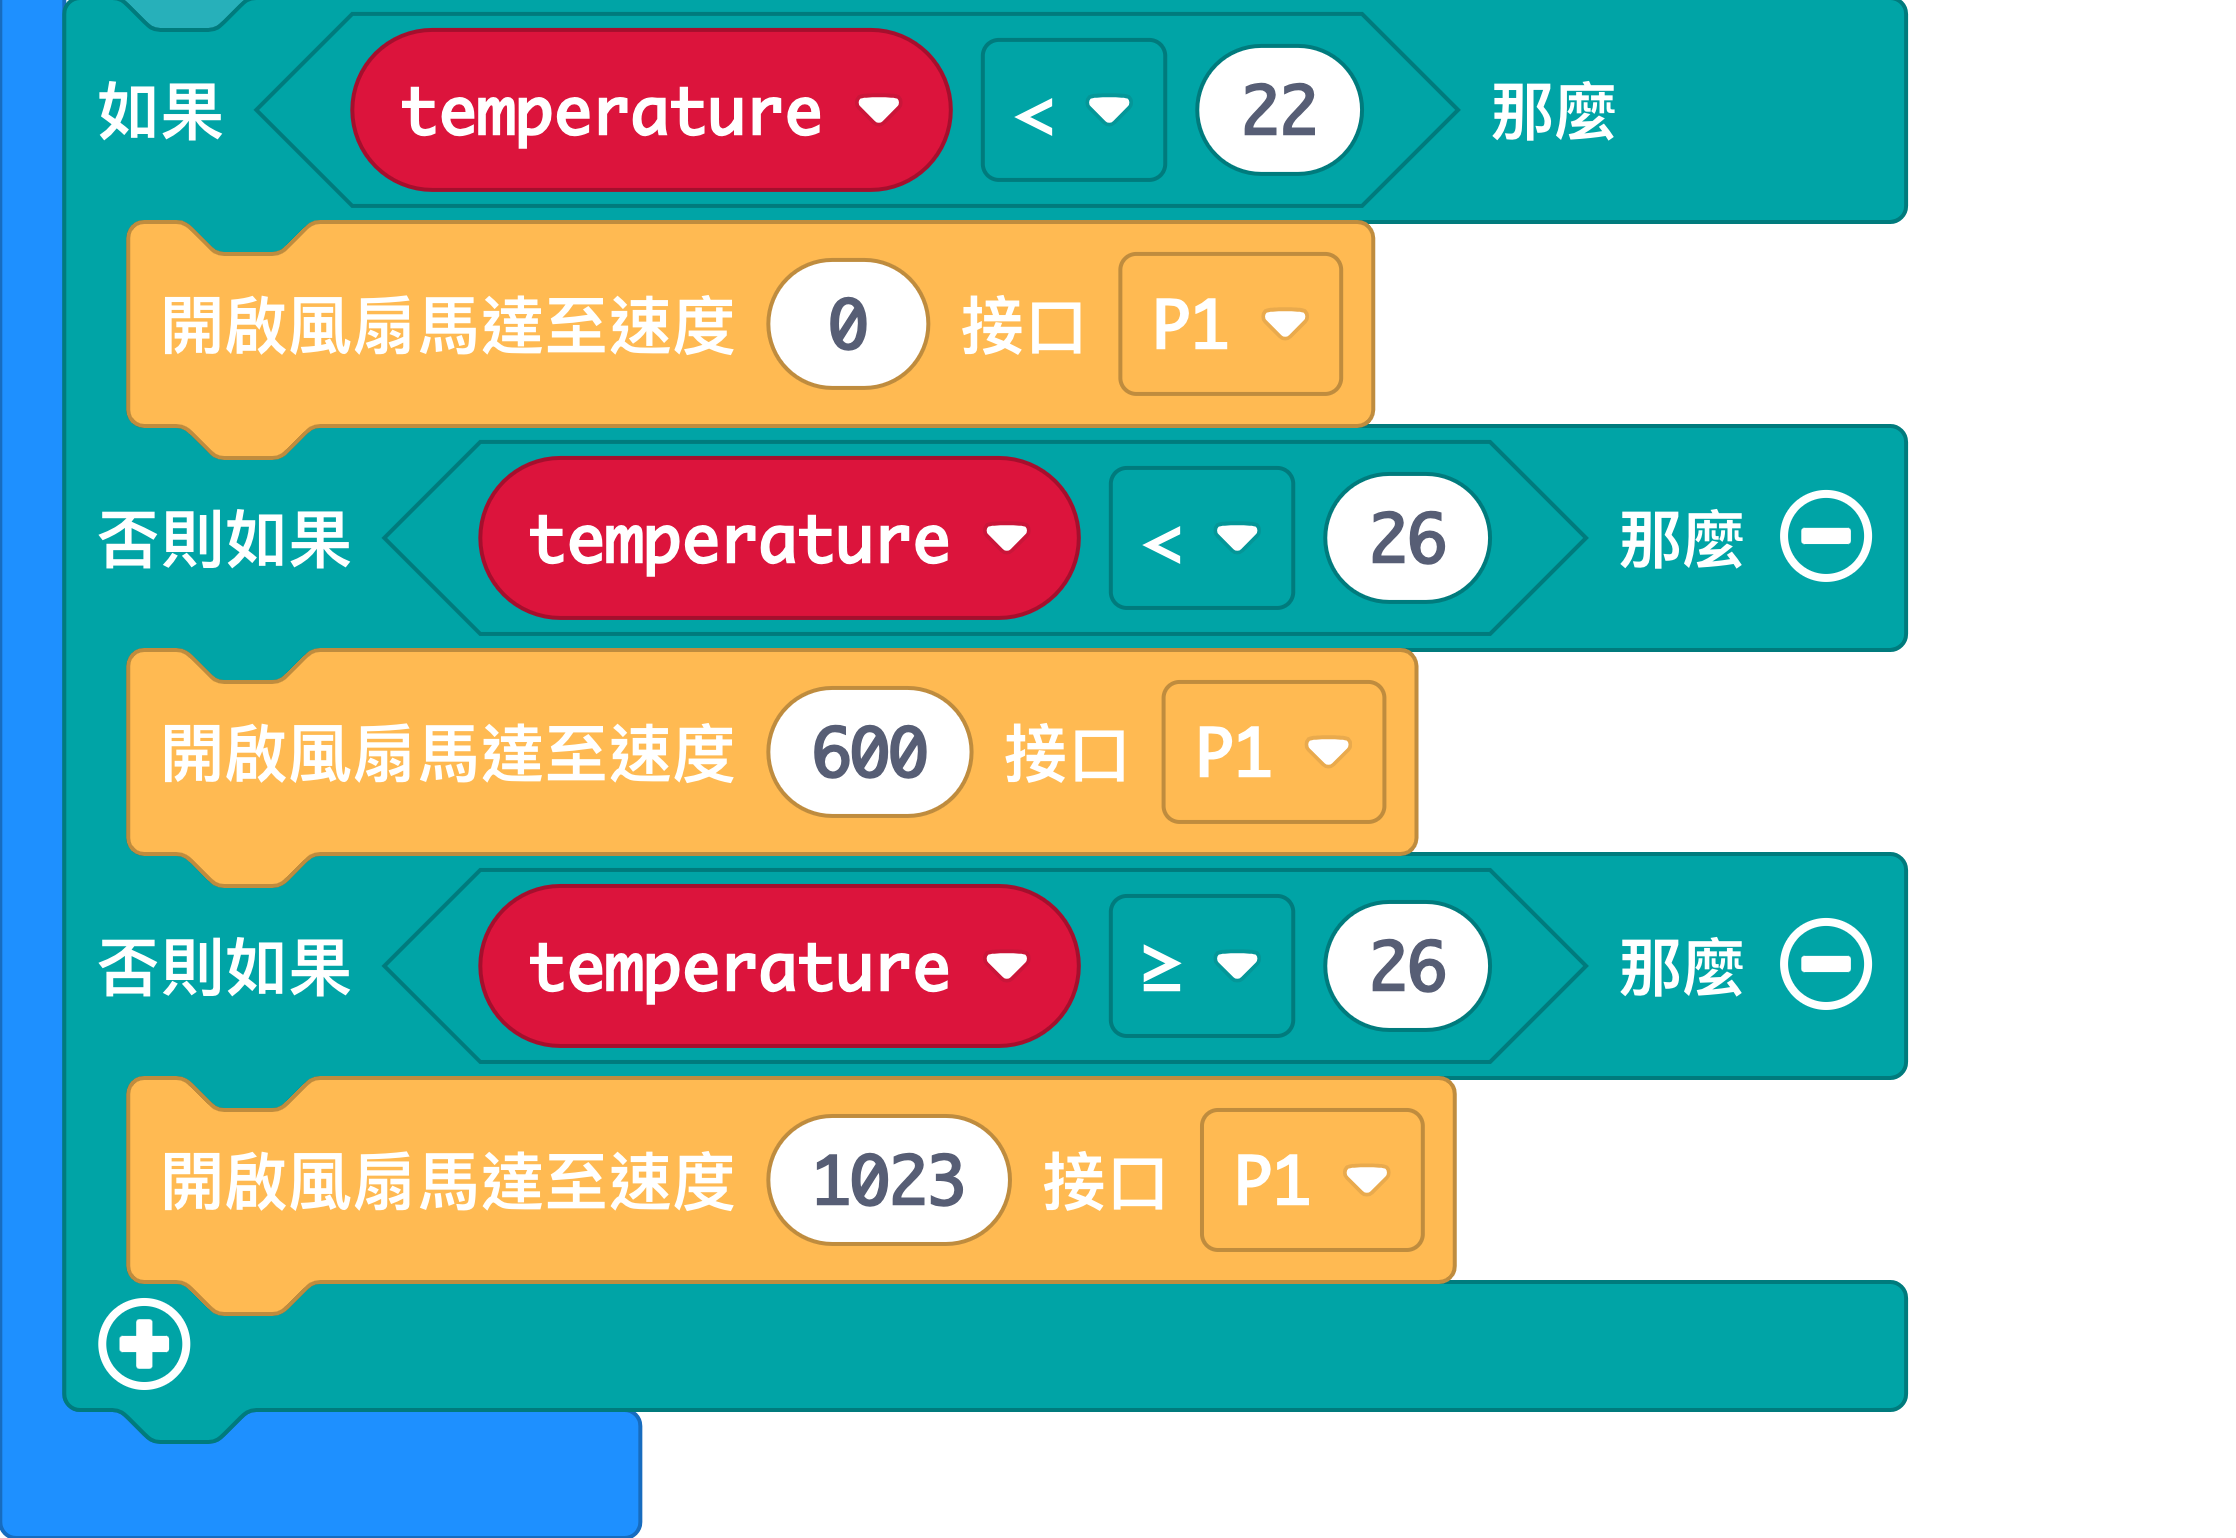 如果 temperature < 22 那麼
開啟風扇馬達至速度 0 接口 P1
否則如果 temperature < 26 那麼
開啟風扇馬達至速度 600 接口 P1
否則如果 temperature ≥ 26 那麼
開啟風扇馬達至速度 1023 接口 P1